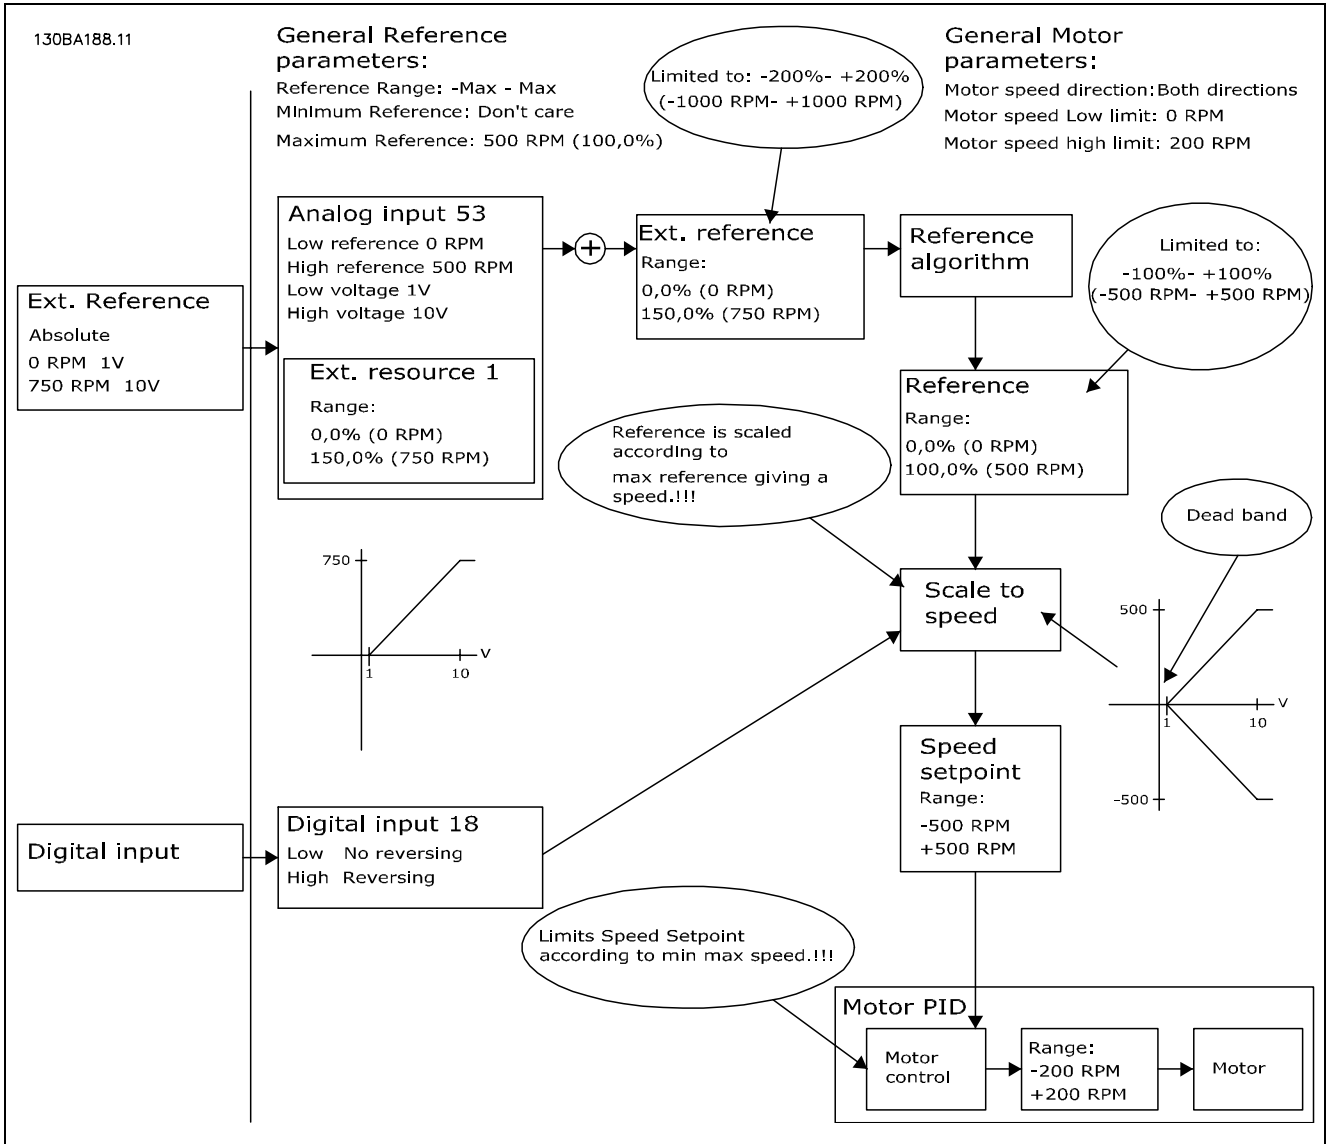 130BA188.11
General Reference
parameters:
Reference Range: -Max - Max
Minimum Reference: Don't care
Maximum Reference: 500 RPM (100,0%)
Limited to: -200%- +200%
(-1000 RPM- +1000 RPM)
General Motor
parameters:
Motor speed direction:Both directions
Motor speed Low limit: 0 RPM
Motor speed high limit: 200 RPM
Ext. Reference
Absolute
0 RPM 1V
750 RPM 10V
Analog input 53
Low reference 0 RPM
High reference 500 RPM
Low voltage 1V
High voltage 10V
Ext. resource 1
Range:
0,0% (0 RPM)
150,0% (750 RPM)
+
Ext. reference
Range:
0,0% (0 RPM)
150,0% (750 RPM)
Reference
algorithm
Limited to:
-100%- +100%
(-500 RPM- +500 RPM)
Reference
Range:
0,0% (0 RPM)
100,0% (500 RPM)
Reference is scaled
according to
max reference giving a
speed.!!!
Dead band
750
V
1
10
Scale to
speed
500
V
1
10
-500
Speed
setpoint
Range:
-500 RPM
+500 RPM
Digital input
Digital input 18
Low No reversing
High Reversing
Limits Speed Setpoint
according to min max speed.!!!
Motor PID
Motor
control
Range:
-200 RPM
+200 RPM
Motor